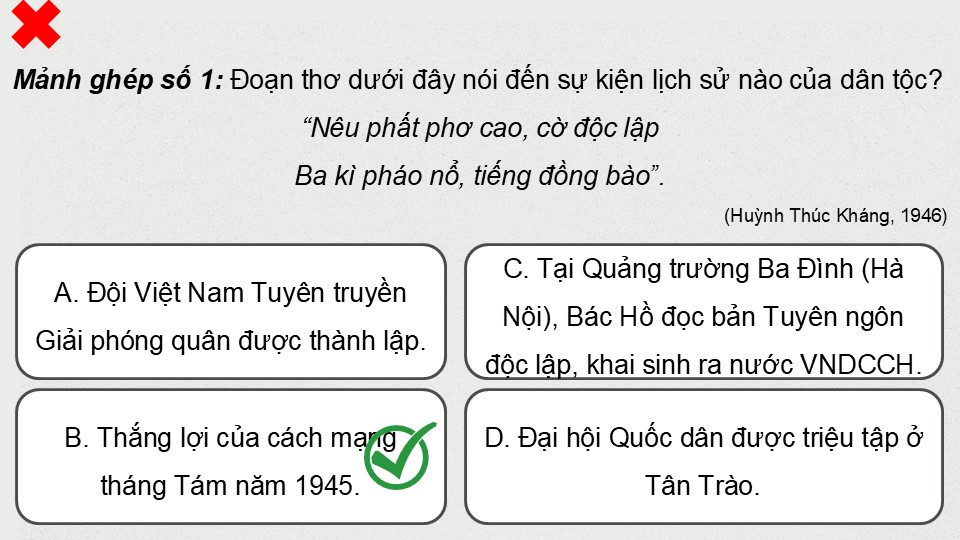 Mảnh ghép số 1: Đoạn thơ dưới đây nói đến sự kiện lịch sử nào của dân tộc?
“Nêu phất phơ cao, cờ độc lập
Ba kì pháo nổ, tiếng đồng bào”.
(Huỳnh Thúc Kháng, 1946)
A. Đội Việt Nam Tuyên truyền
Giải phóng quân được thành lập.
C. Tại Quảng trường Ba Đình (Hà
Nội), Bác Hồ đọc bản Tuyên ngôn
độc lập, khai sinh ra nước VNDCCH.
B. Thắng lợi của cách mạng
tháng Tám năm 1945.
D. Đại hội Quốc dân được triệu tập ở
Tân Trào.